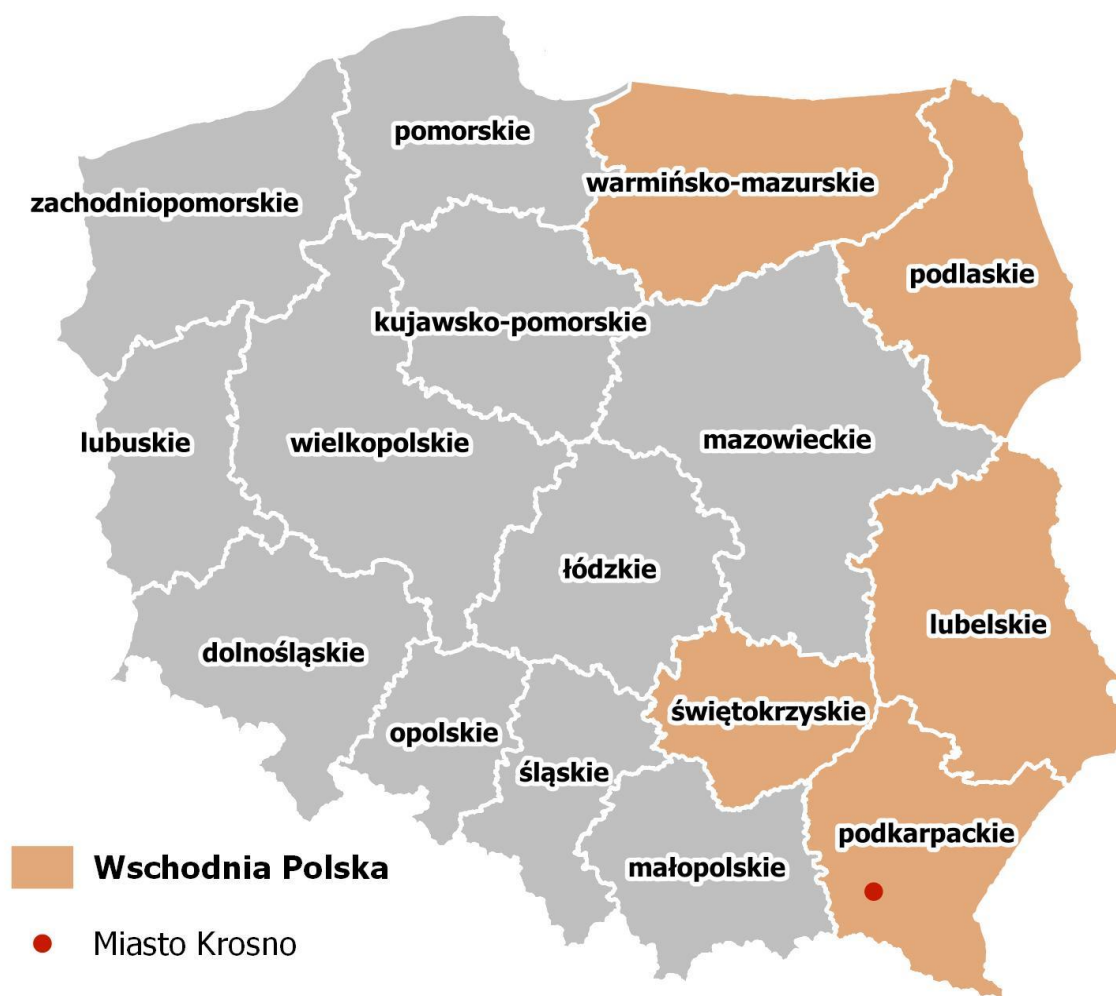 pomorskie
warmińsko-mazurskie
zachodniopomorskie
podlaskie
kujawsko-pomorskie
mazowieckie
lubuskie
wielkopolskie
łódzkie
lubelskie
dolnośląskie
świętokrzyskie
opolskie
śląskie
podkarpackie
małopolskie
Wschodnia Polska
Miasto Krosno